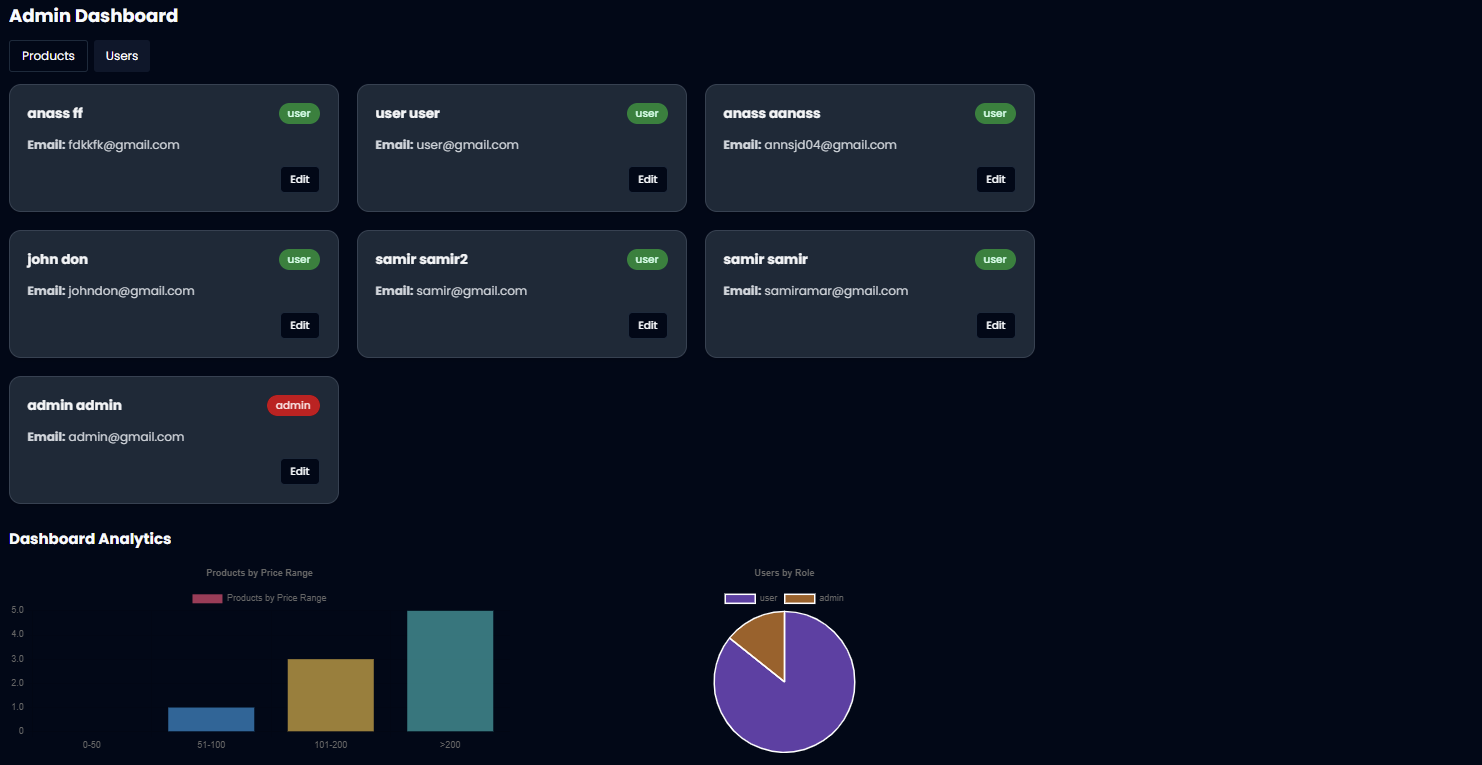 Admin Dashboard
Products Users
anass ff user
Email: fdkkfk@gmail.com
Edit
user user user
Email: user@gmail.com
Edit
anass aanass user
Email: annsjd04@gmail.com
Edit
john don user
Email: johndon@gmail.com
Edit
samir samir2 user
Email: samir@gmail.com
Edit
samir samir user
Email: samiramar@gmail.com
Edit
admin admin admin
Email: admin@gmail.com
Edit
Dashboard Analytics
Products by Price Range
Products by Price Range
5.0
4.0
3.0
2.0
1.0
0
0-50 51-100 101-200 >200
Users by Role
user admin